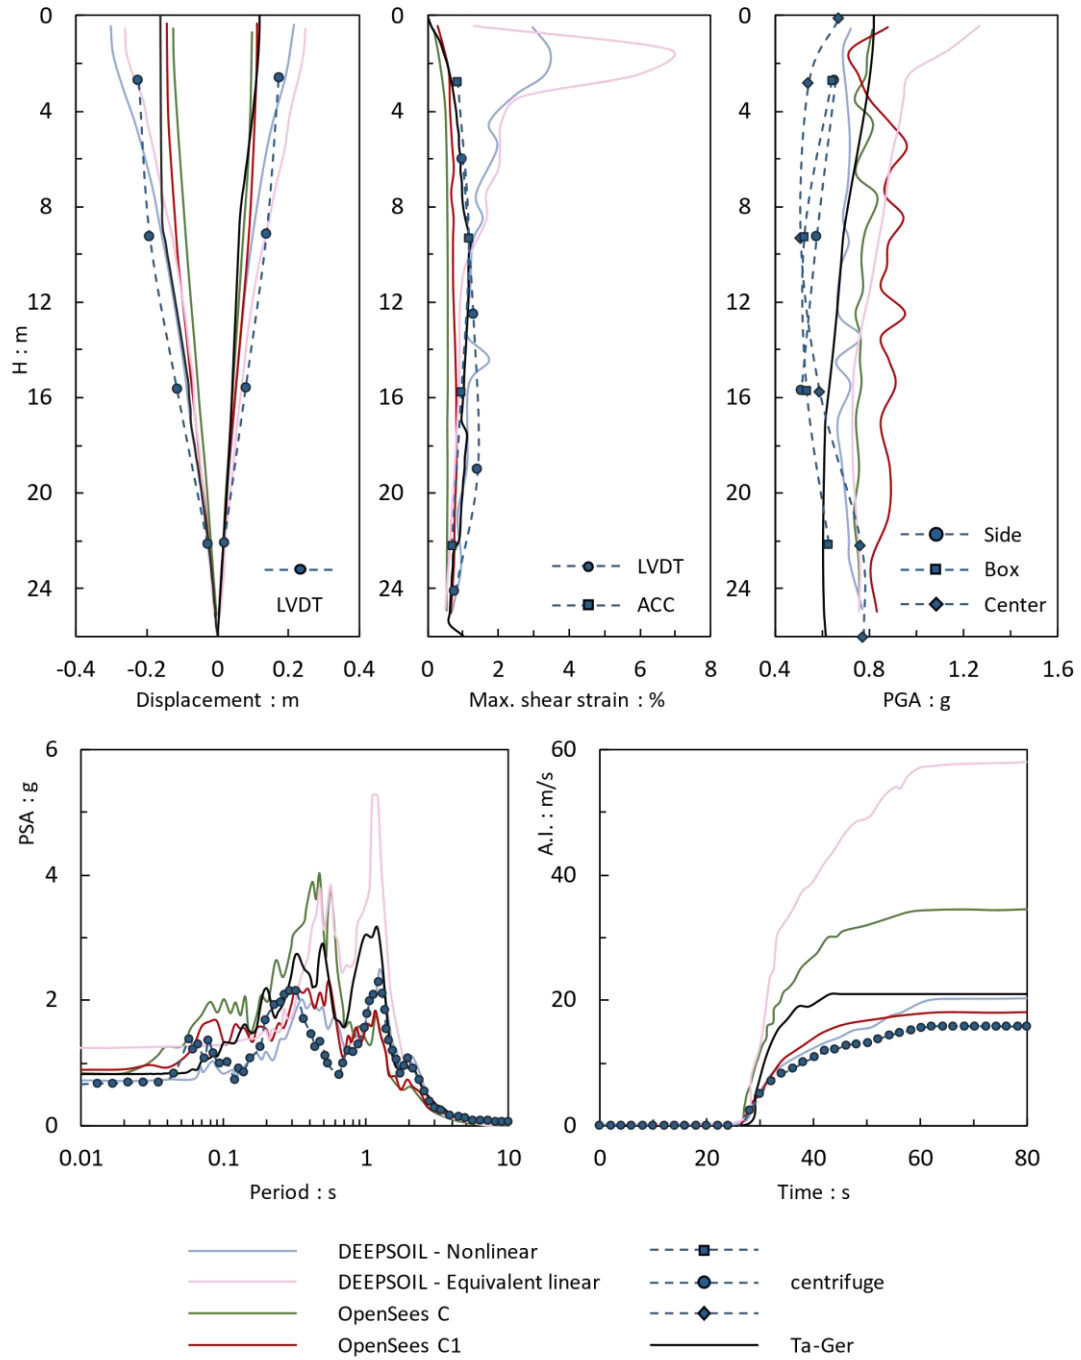 0
4
8
12
16
20
24
H : m
-0.4
-0.2
0
0.2
0.4
Displacement : m
LVDT
0
4
8
12
16
20
24
0
2
4
6
8
Max. shear strain : %
LVDT
ACC
0
4
8
12
16
20
24
0.4
0.8
1.2
1.6
PGA : g
Side
Box
Center
6
4
2
0
PSA : g
0.01
0.1
1
10
Period : s
60
40
20
0
A.I. : m/s
0
20
40
60
80
Time : s
DEEPSOIL - Nonlinear
DEEPSOIL - Equivalent linear
OpenSees C
OpenSees C1
centrifuge
Ta-Ger